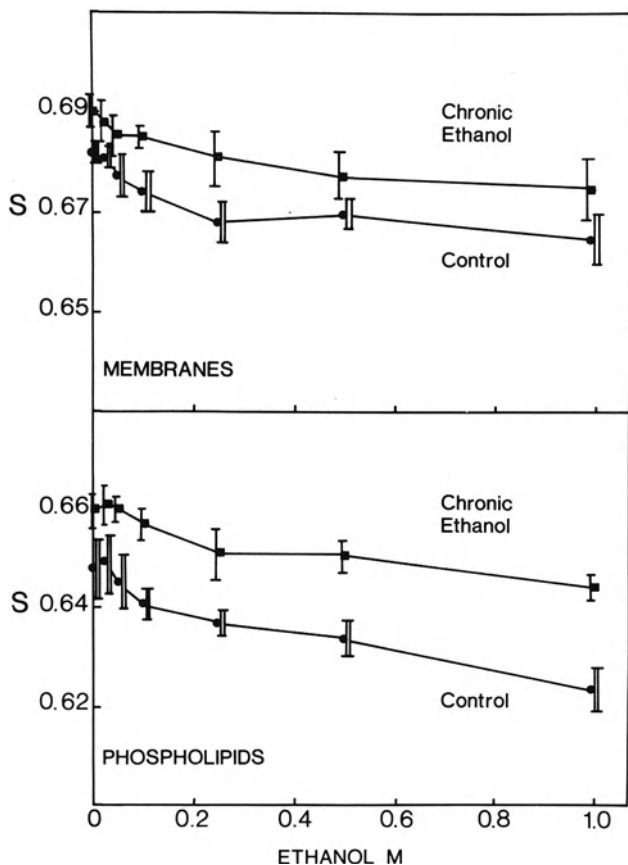 0.69
Chronic
Ethanol
S 0.67
Control
0.65
MEMBRANES
0.66
Chronic
Ethanol
S 0.64
0.62
Control
PHOSPHOLIPIDS
0 0.2 0.4 0.6 0.8 1.0
ETHANOL M